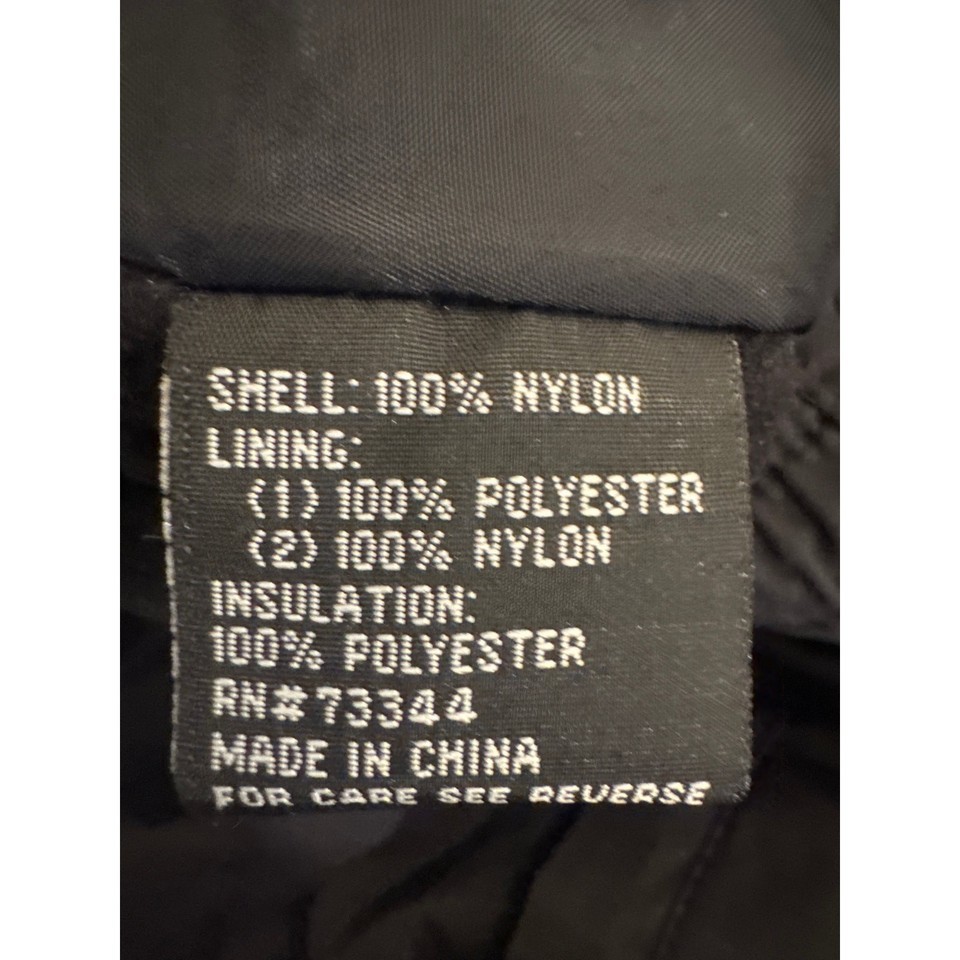 SHELL: 100% NYLON
LINING:
(1) 100% POLYESTER
(2) 100% NYLON
INSULATION:
100% POLYESTER
RN# 73344
MADE IN CHINA
FOR CARE SEE REVERSE